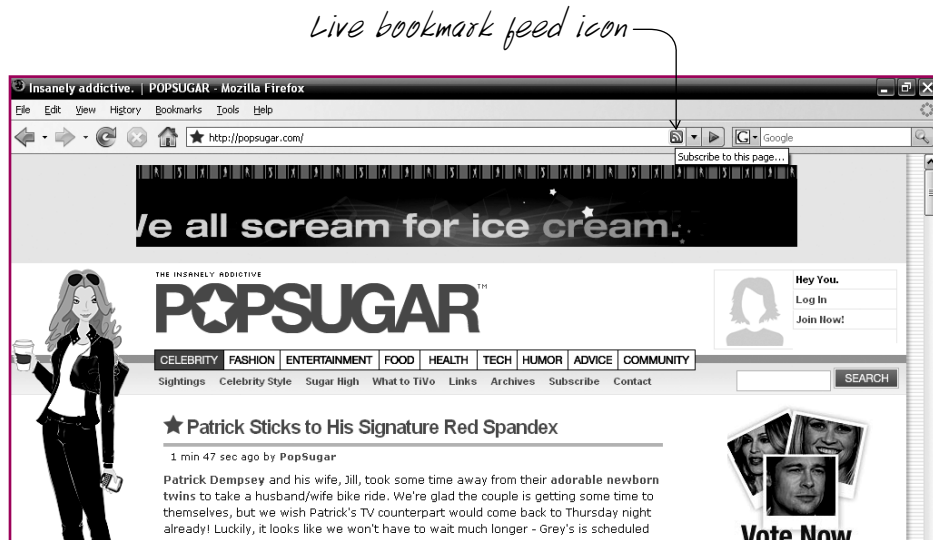 Live bookmark feed icon
Insanely addictive. | POPSUGAR - Mozilla Firefox
File Edit View History Bookmarks Tools Help
http://popsugar.com/ G Google
Subscribe to this page...
We all scream for ice cream.
THE INSANELY ADDICTIVE
POPSUGAR™
Hey You.
Log In
Join Now!
CELEBRITY FASHION ENTERTAINMENT FOOD HEALTH TECH HUMOR ADVICE COMMUNITY
Sightings Celebrity Style Sugar High What to TiVo Links Archives Subscribe Contact
SEARCH
Patrick Sticks to His Signature Red Spandex
1 min 47 sec ago by PopSugar
Patrick Dempsey and his wife, Jill, took some time away from their adorable newborn
twins to take a husband/wife bike ride. We're glad the couple is getting some time to
themselves, but we wish Patrick's TV counterpart would come back to Thursday night
already! Luckily, it looks like we won't have to wait much longer - Grey's is scheduled
Vote Now